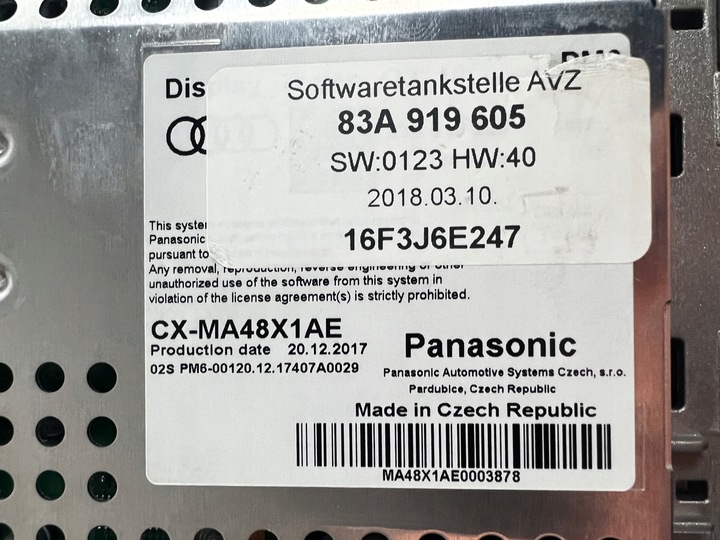 Softwaretankstelle AVZ
83A 919 605
SW:0123 HW:40
2018.03.10.
16F3J6E247
This
Panasonic
pursuant to
Any removal, reproduction, reverse engineering or other
unauthorized use of the software from this system in
violation of the license agreement(s) is strictly prohibited.
CX-MA48X1AE
Production date 20.12.2017
02S PM6-00120.12.17407A0029
Panasonic
Panasonic Automotive Systems Czech, s.r.o.
Pardubice, Czech Republic
Made in Czech Republic
MA48X1AE0003878